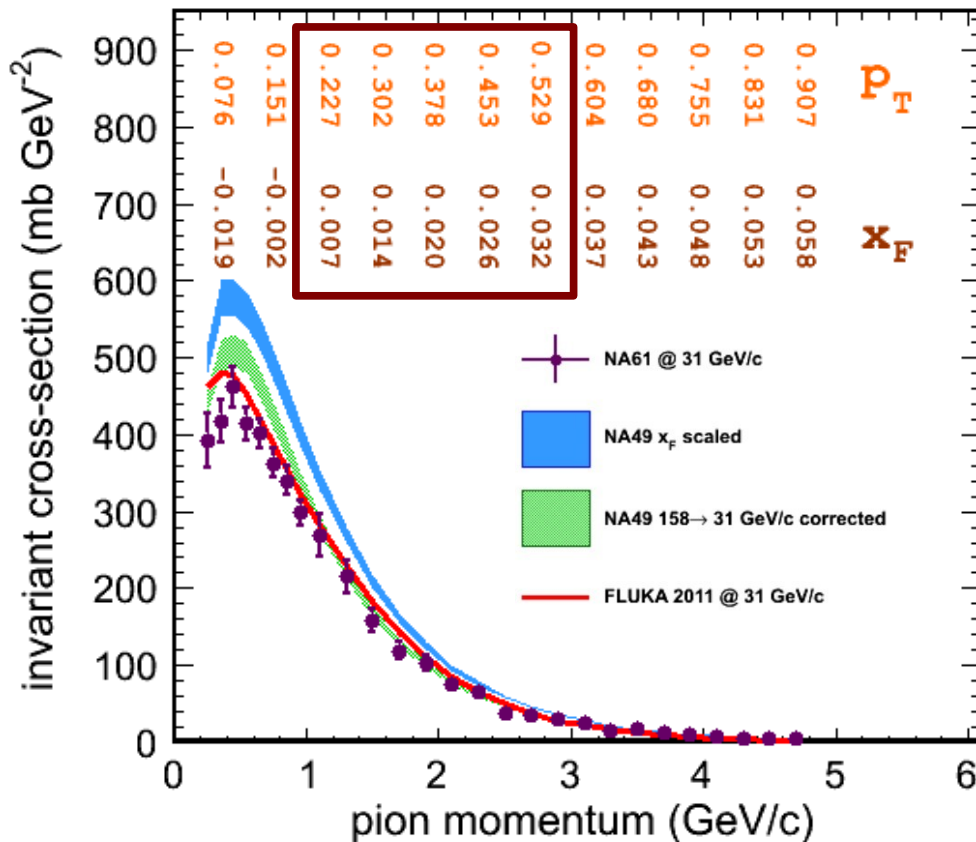 invariant cross-section (mb GeV⁻²)
900
800
700
600
500
400
300
200
100
0
0.076 0.151 0.227 0.302 0.378 0.453 0.529 0.604 0.680 0.755 0.831 0.907 pT
-0.019 -0.002 0.007 0.014 0.020 0.026 0.032 0.037 0.043 0.048 0.053 0.058 xF
NA61 @ 31 GeV/c
NA49 xF scaled
NA49 158→ 31 GeV/c corrected
FLUKA 2011 @ 31 GeV/c
0 1 2 3 4 5 6
pion momentum (GeV/c)